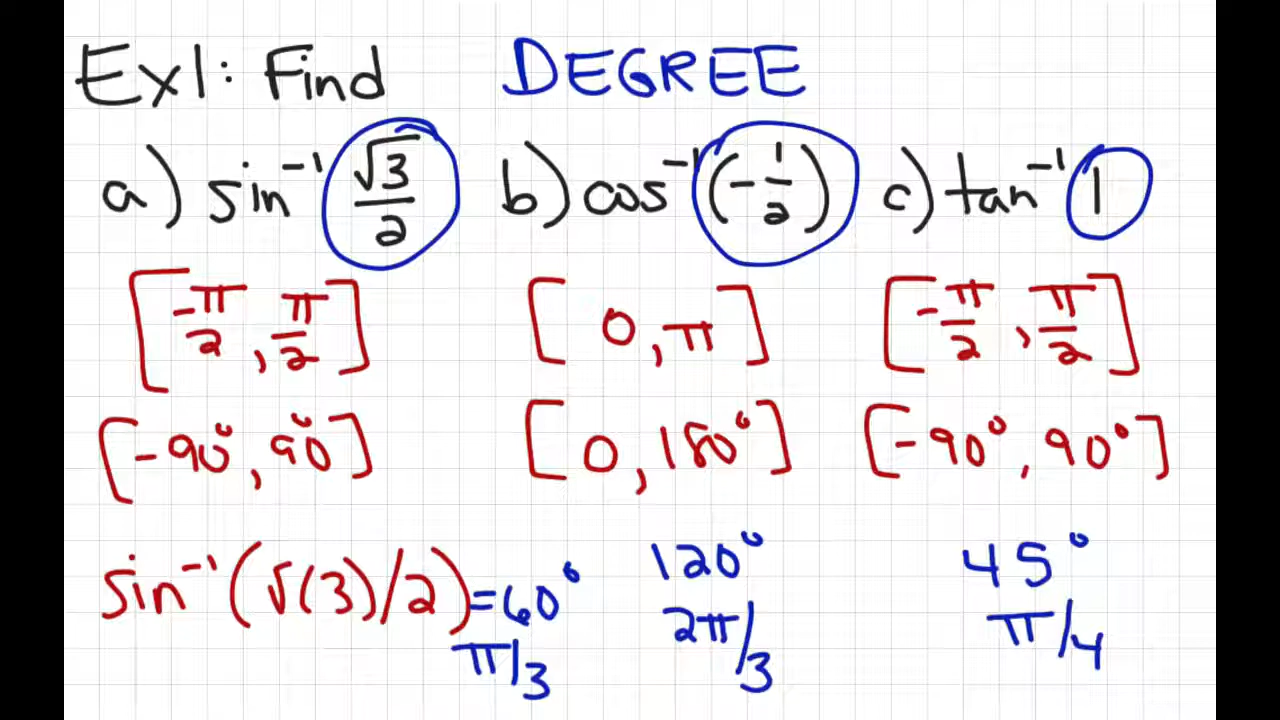 Ex1: Find DEGREE
a) sin⁻¹ √3/2 b) cos⁻¹ (-1/2) c) tan⁻¹ 1
[-π/2, π/2] [0, π] [-π/2, π/2]
[-90°, 90°] [0, 180°] [-90°, 90°]
sin⁻¹(√(3)/2) = 60° 120° 45°
π/3 2π/3 π/4